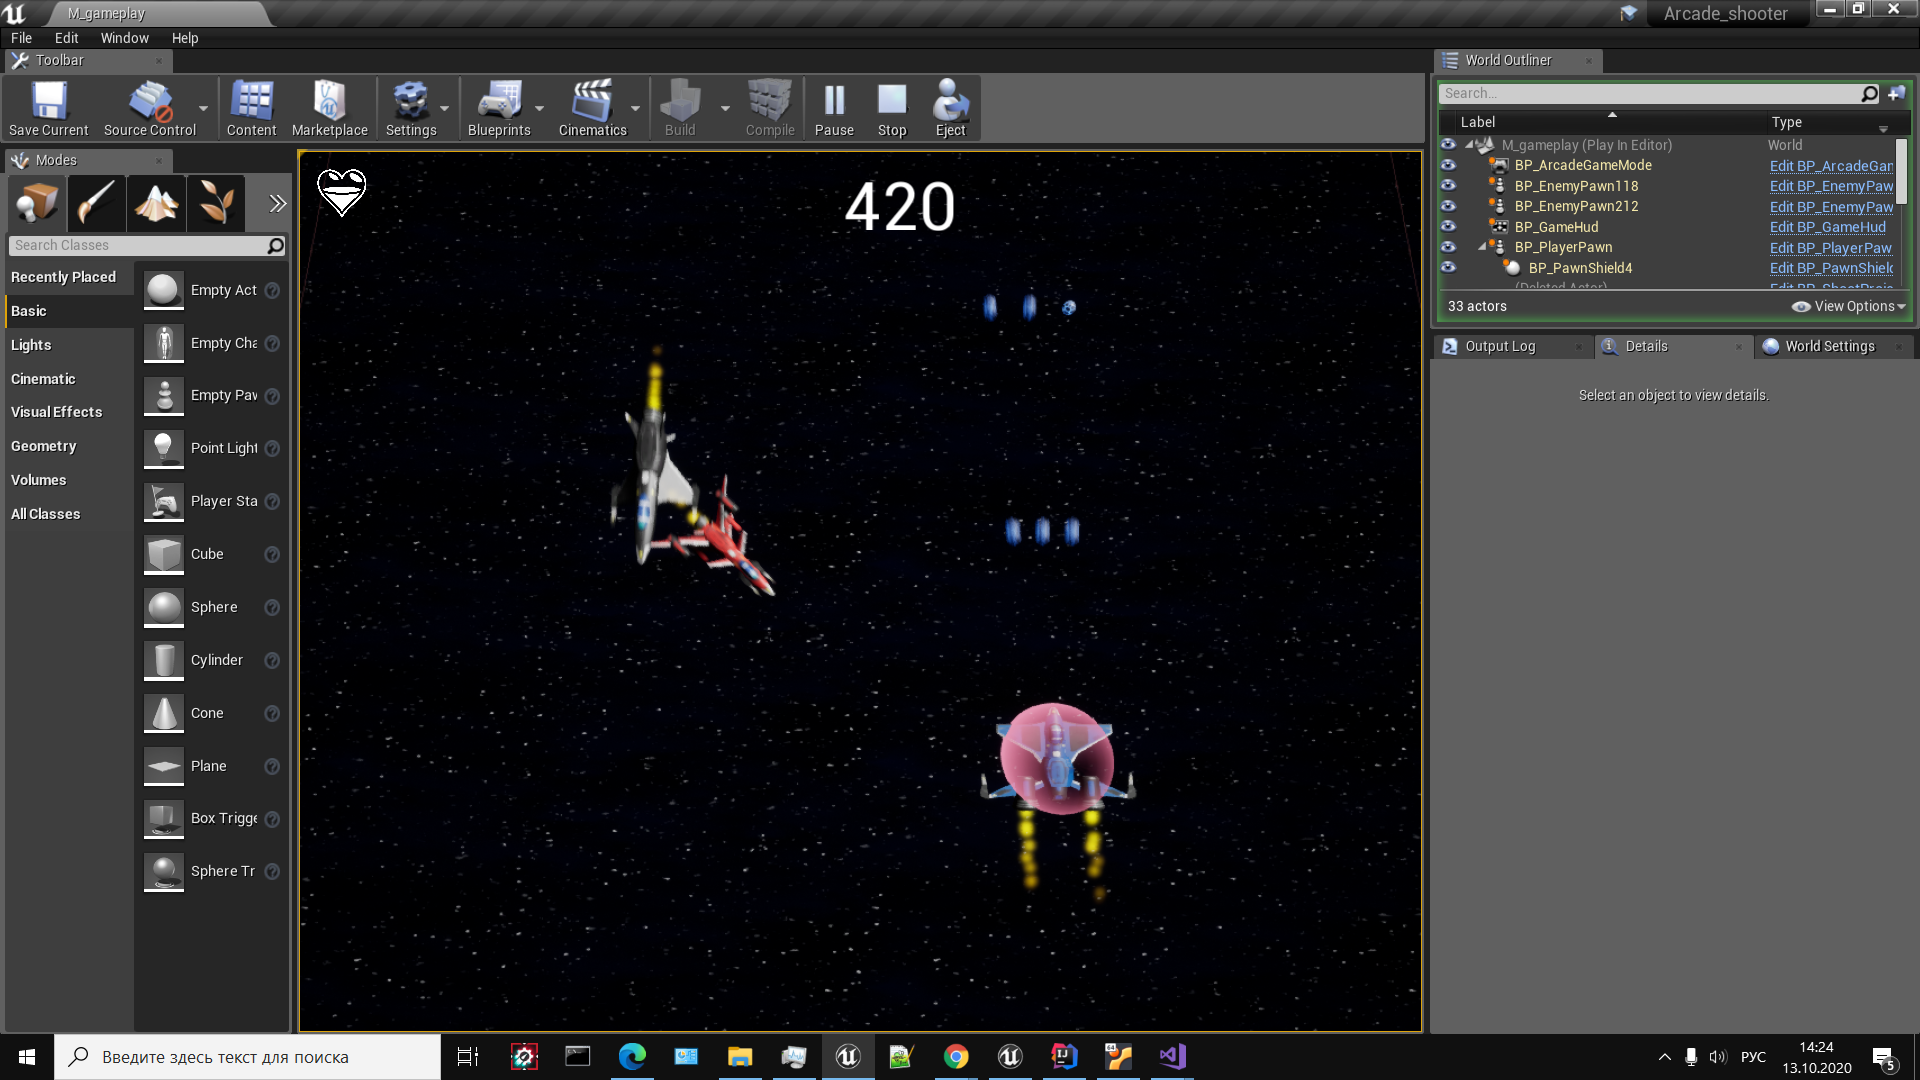 M_gameplay
Arcade_shooter
File Edit Window Help
Toolbar
World Outliner
Save Current
Source Control
Content
Marketplace
Settings
Blueprints
Cinematics
Build
Compile
Pause
Stop
Eject
Search...
Label Type
M_gameplay (Play In Editor) World
BP_ArcadeGameMode Edit BP_ArcadeGan
BP_EnemyPawn118 Edit BP_EnemyPaw
BP_EnemyPawn212 Edit BP_EnemyPaw
BP_GameHud Edit BP_GameHud
BP_PlayerPawn Edit BP_PlayerPaw
BP_PawnShield4 Edit BP_PawnShield
33 actors View Options
Output Log
Details
World Settings
Select an object to view details.
Modes
Search Classes
Recently Placed
Basic
Lights
Cinematic
Visual Effects
Geometry
Volumes
All Classes
Empty Act
Empty Cha
Empty Pav
Point Light
Player Sta
Cube
Sphere
Cylinder
Cone
Plane
Box Trigge
Sphere Tr
420
Введите здесь текст для поиска
64
РУС
14:24
13.10.2020
5